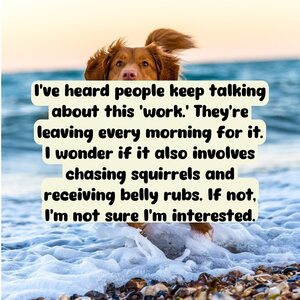 I've heard people keep talking
about this 'work.' They're
leaving every morning for it.
I wonder if it also involves
chasing squirrels and
receiving belly rubs. If not,
I'm not sure I'm interested.